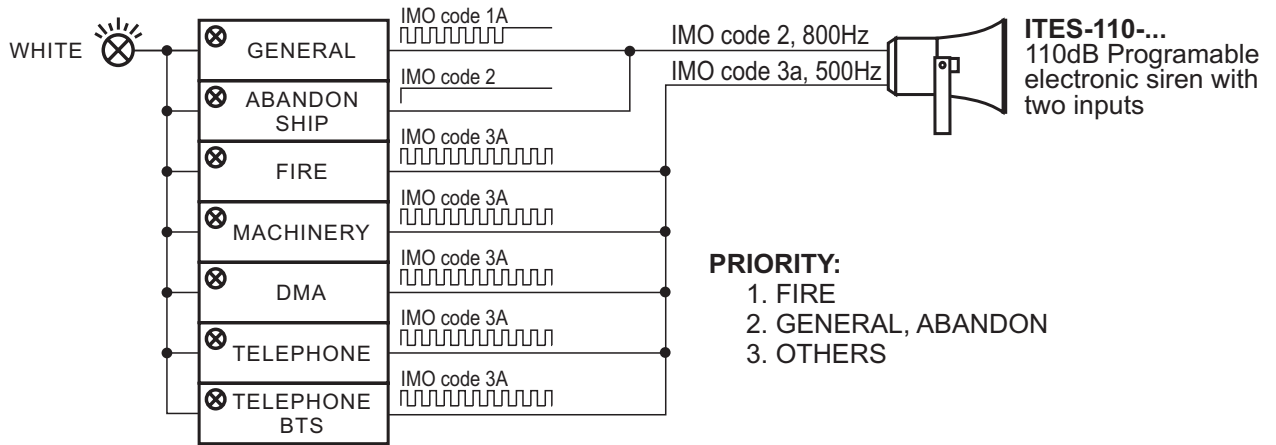 WHITE
GENERAL
IMO code 1A
ABANDON
SHIP
IMO code 2
FIRE
IMO code 3A
MACHINERY
IMO code 3A
DMA
IMO code 3A
TELEPHONE
IMO code 3A
TELEPHONE
BTS
IMO code 3A
IMO code 2, 800Hz
IMO code 3a, 500Hz
ITES-110-...
110dB Programable
electronic siren with
two inputs
PRIORITY:
1. FIRE
2. GENERAL, ABANDON
3. OTHERS